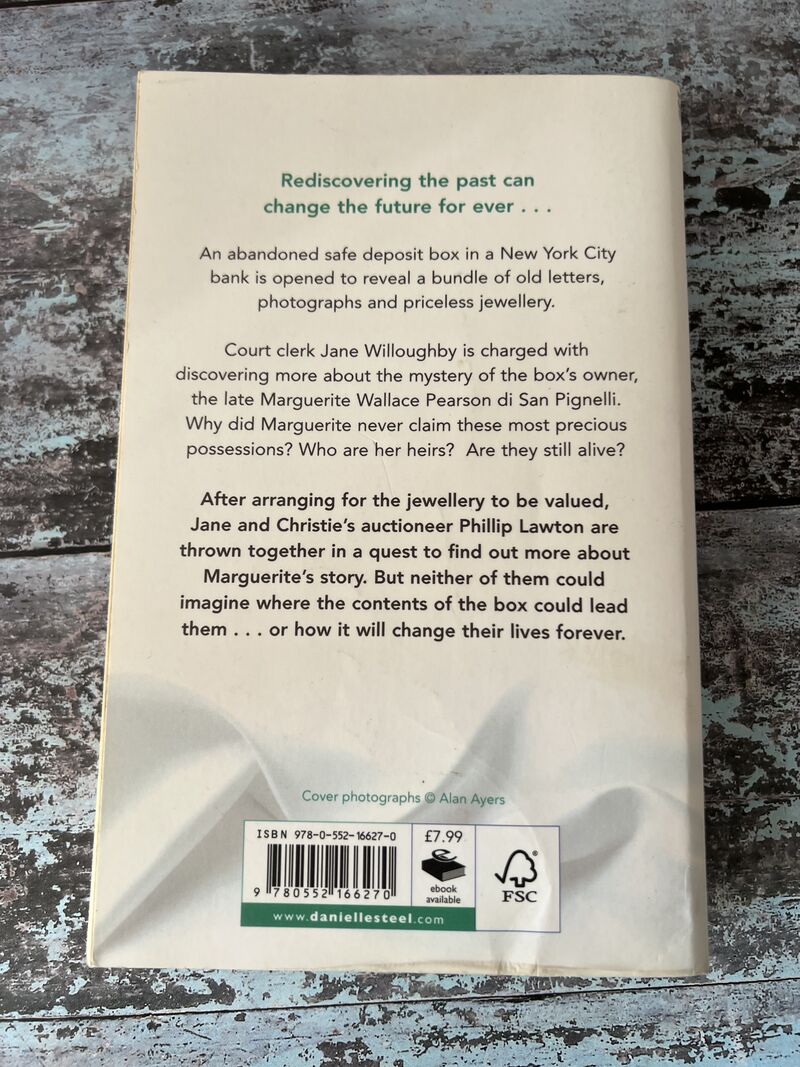 Rediscovering the past can
change the future for ever . . .
An abandoned safe deposit box in a New York City
bank is opened to reveal a bundle of old letters,
photographs and priceless jewellery.
Court clerk Jane Willoughby is charged with
discovering more about the mystery of the box's owner,
the late Marguerite Wallace Pearson di San Pignelli.
Why did Marguerite never claim these most precious
possessions? Who are her heirs? Are they still alive?
After arranging for the jewellery to be valued,
Jane and Christie's auctioneer Phillip Lawton are
thrown together in a quest to find out more about
Marguerite's story. But neither of them could
imagine where the contents of the box could lead
them . . . or how it will change their lives forever.
Cover photographs © Alan Ayers
ISBN 978-0-552-16627-0
9 780552 166270
£7.99
e
ebook
available
®
FSC
www.daniellesteel.com